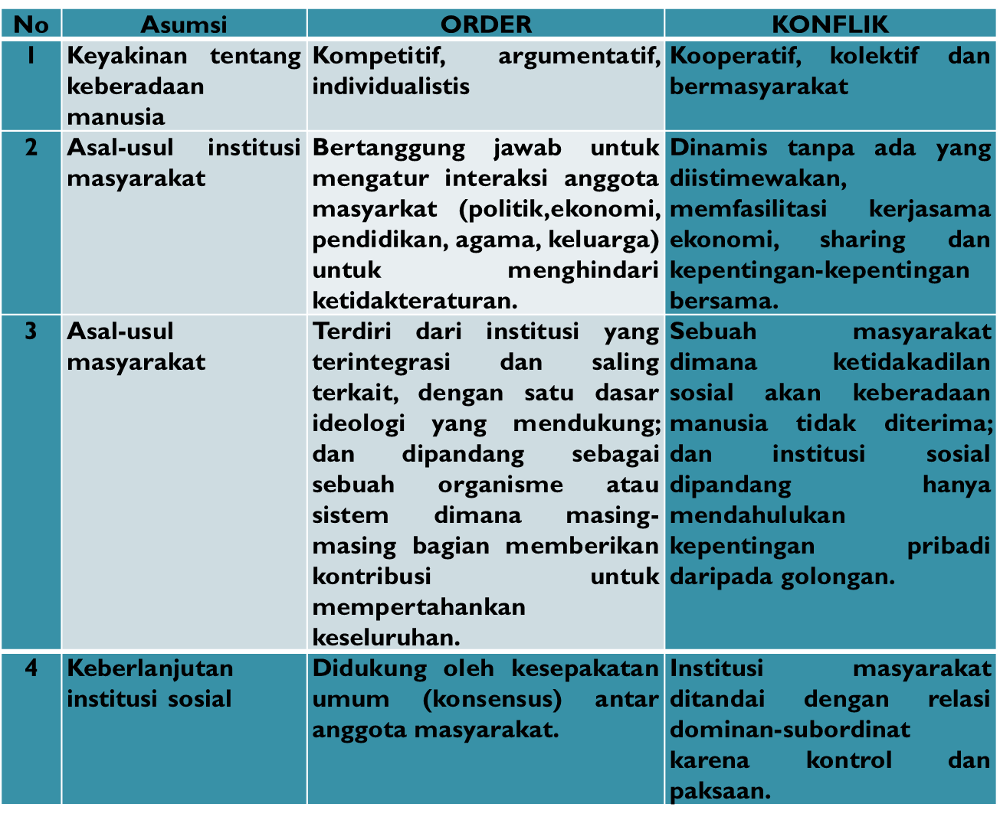 No Asumsi ORDER KONFLIK
1
Keyakinan tentang
keberadaan
manusia
Kompetitif, argumentatif,
individualistis
Kooperatif, kolektif dan
bermasyarakat
2
Asal-usul institusi
masyarakat
Bertanggung jawab untuk
mengatur interaksi anggota
masyarkat (politik,ekonomi,
pendidikan, agama, keluarga)
untuk menghindari
ketidakteraturan.
Dinamis tanpa ada yang
diistimewakan,
memfasilitasi kerjasama
ekonomi, sharing dan
kepentingan-kepentingan
bersama.
3
Asal-usul
masyarakat
Terdiri dari institusi yang
terintegrasi dan saling
terkait, dengan satu dasar
ideologi yang mendukung;
dan dipandang sebagai
sebuah organisme atau
sistem dimana masing-
masing bagian memberikan
kontribusi untuk
mempertahankan
keseluruhan.
Sebuah masyarakat
dimana ketidakadilan
sosial akan keberadaan
manusia tidak diterima;
dan institusi sosial
dipandang hanya
mendahulukan
kepentingan pribadi
daripada golongan.
4
Keberlanjutan
institusi sosial
Didukung oleh kesepakatan
umum (konsensus) antar
anggota masyarakat.
Institusi masyarakat
ditandai dengan relasi
dominan-subordinat
karena kontrol dan
paksaan.